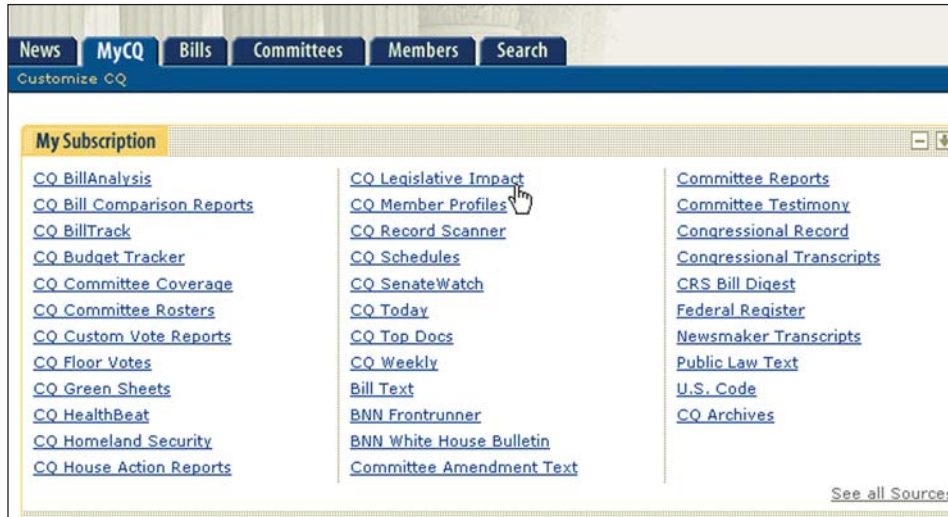 News MyCQ Bills Committees Members Search
Customize CQ
My Subscription
CQ BillAnalysis
CQ Bill Comparison Reports
CQ BillTrack
CQ Budget Tracker
CQ Committee Coverage
CQ Committee Rosters
CQ Custom Vote Reports
CQ Floor Votes
CQ Green Sheets
CQ HealthBeat
CQ Homeland Security
CQ House Action Reports
CQ Legislative Impact
CQ Member Profiles
CQ Record Scanner
CQ Schedules
CQ SenateWatch
CQ Today
CQ Top Docs
CQ Weekly
Bill Text
BNN Frontrunner
BNN White House Bulletin
Committee Amendment Text
Committee Reports
Committee Testimony
Congressional Record
Congressional Transcripts
CRS Bill Digest
Federal Register
Newsmaker Transcripts
Public Law Text
U.S. Code
CQ Archives
See all Sources